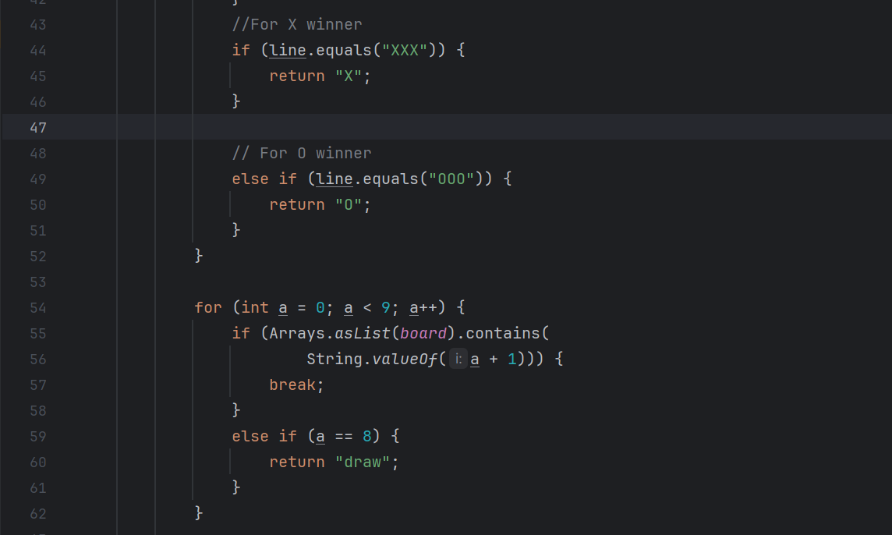 42 }
43 //For X winner
44 if (line.equals("XXX")) {
45 return "X";
46 }
47
48 // For O winner
49 else if (line.equals("OOO")) {
50 return "O";
51 }
52 }
53
54 for (int a = 0; a < 9; a++) {
55 if (Arrays.asList(board).contains(
56 String.valueOf( i: a + 1))) {
57 break;
58 }
59 else if (a == 8) {
60 return "draw";
61 }
62 }